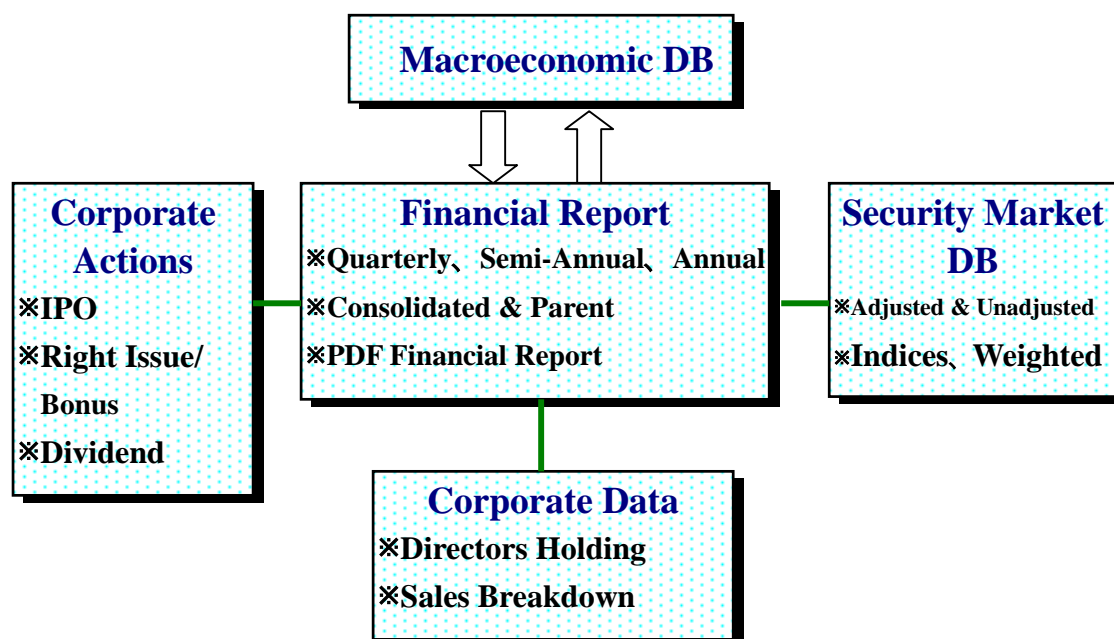 Macroeconomic DB
Corporate
Actions
※IPO
※Right Issue/
Bonus
※Dividend
Financial Report
※Quarterly、Semi-Annual、Annual
※Consolidated & Parent
※PDF Financial Report
Security Market
DB
※Adjusted & Unadjusted
※Indices、Weighted
Corporate Data
※Directors Holding
※Sales Breakdown